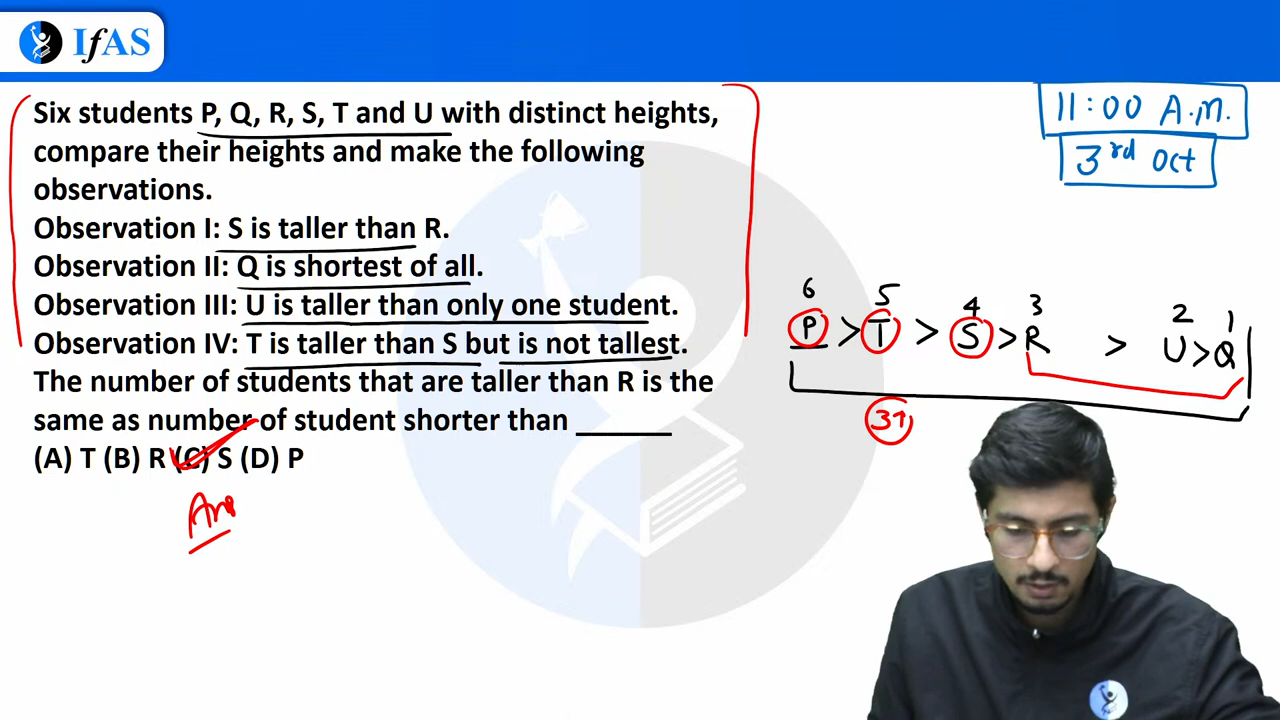 IfAS
Six students P, Q, R, S, T and U with distinct heights,
compare their heights and make the following
observations.
Observation I: S is taller than R.
Observation II: Q is shortest of all.
Observation III: U is taller than only one student.
Observation IV: T is taller than S but is not tallest.
The number of students that are taller than R is the
same as number of student shorter than ______
(A) T (B) R (C) S (D) P
Ans
11:00 A.M.
3rd Oct
6 5 4 3 2 1
P > T > S > R > U > Q